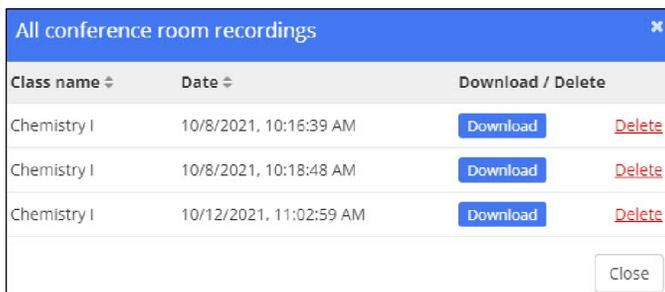 All conference room recordings
Class name Date Download / Delete
Chemistry I 10/8/2021, 10:16:39 AM Download Delete
Chemistry I 10/8/2021, 10:18:48 AM Download Delete
Chemistry I 10/12/2021, 11:02:59 AM Download Delete
Close